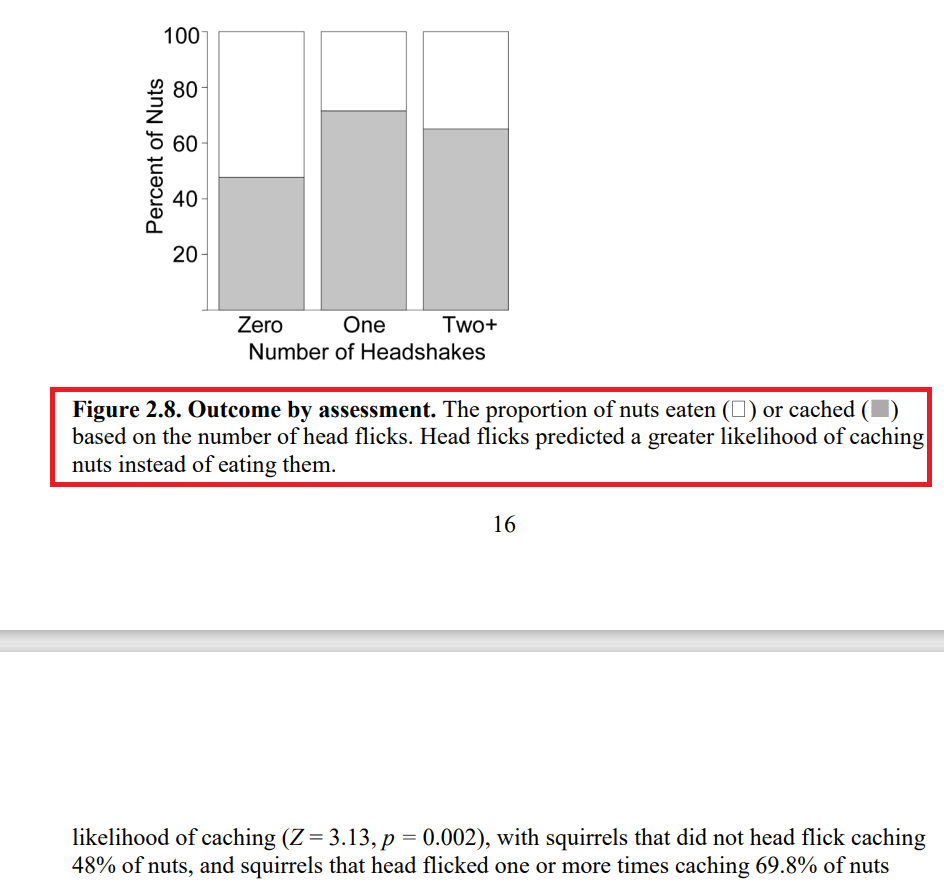 100
80
60
40
20
Percent of Nuts
Zero One Two+
Number of Headshakes
Figure 2.8. Outcome by assessment. The proportion of nuts eaten (□) or cached (■)
based on the number of head flicks. Head flicks predicted a greater likelihood of caching
nuts instead of eating them.
16
likelihood of caching (Z = 3.13, p = 0.002), with squirrels that did not head flick caching
48% of nuts, and squirrels that head flicked one or more times caching 69.8% of nuts